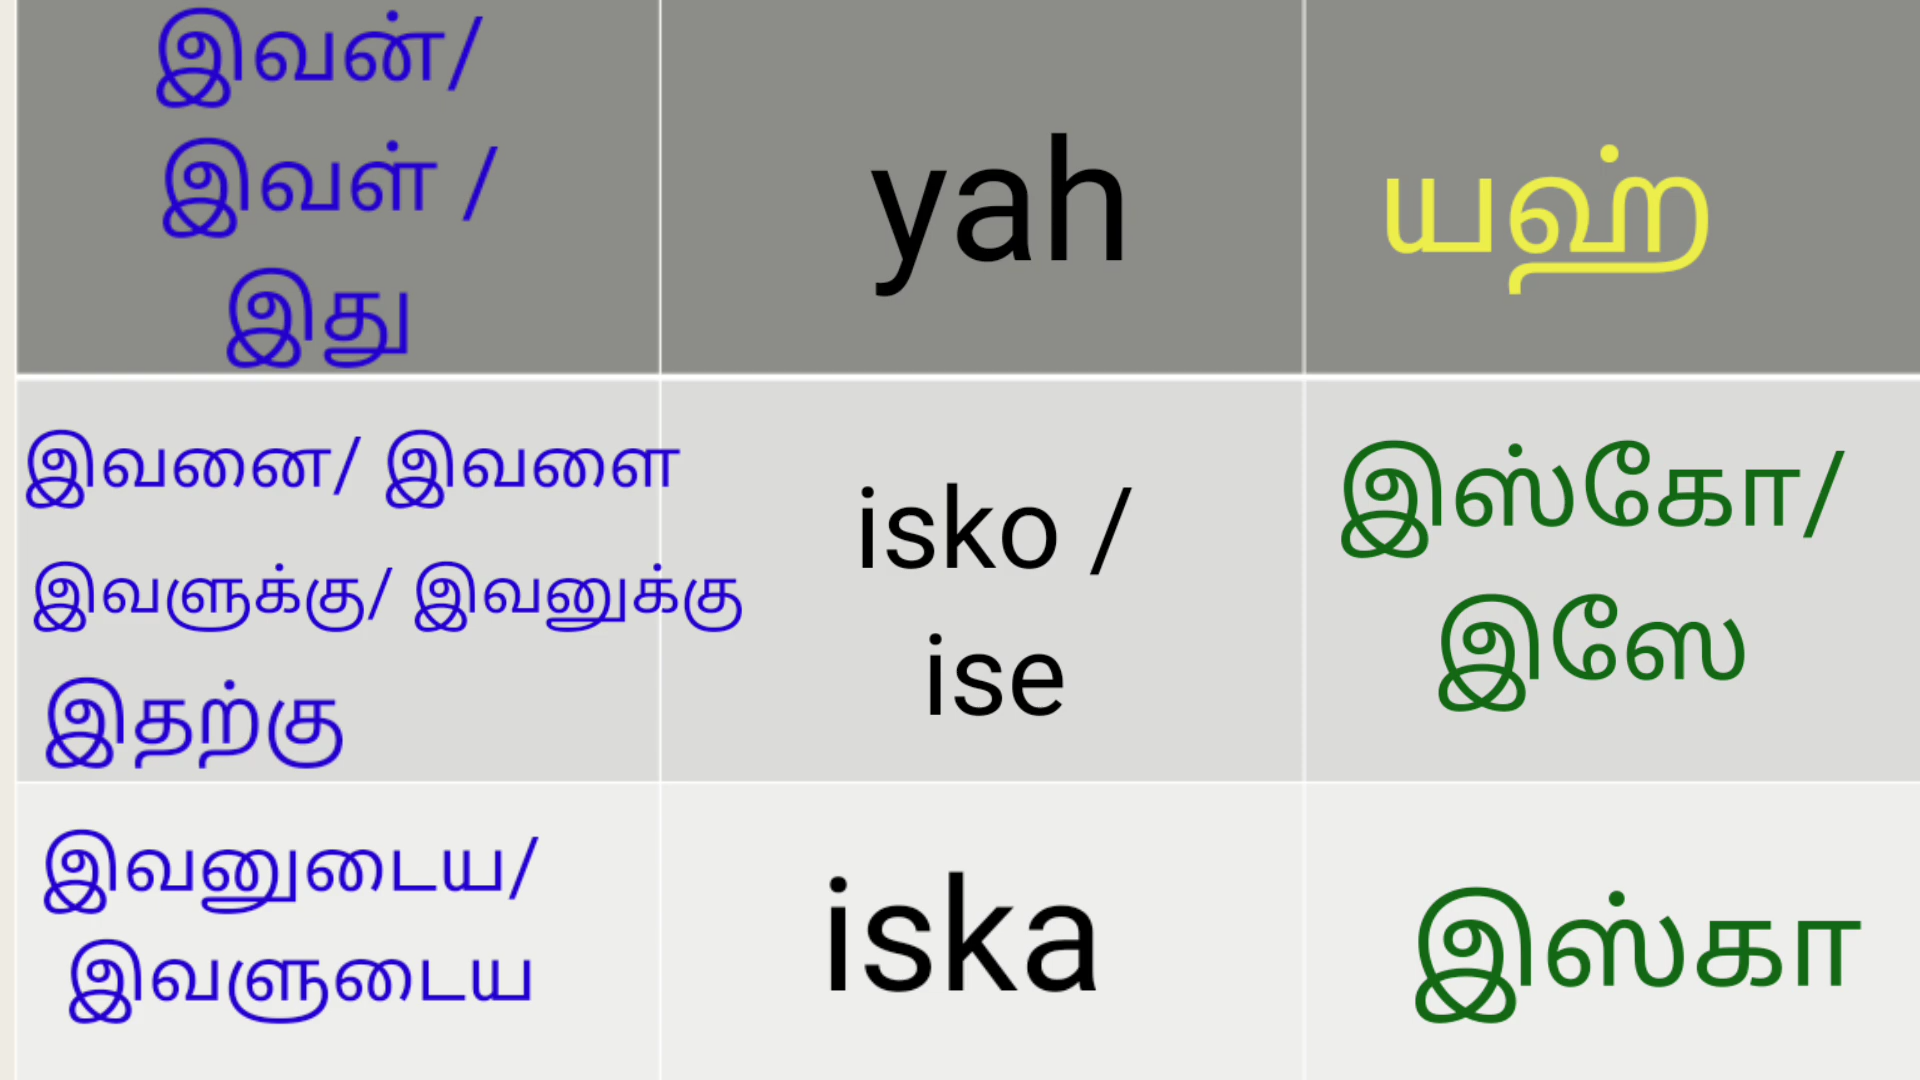 இவன்/
இவள் /
இது
yah
யஹ்
இவனை/ இவளை
இவளுக்கு/ இவனுக்கு
இதற்கு
isko /
ise
இஸ்கோ/
இஸே
இவனுடைய/
இவளுடைய
iska
இஸ்கா